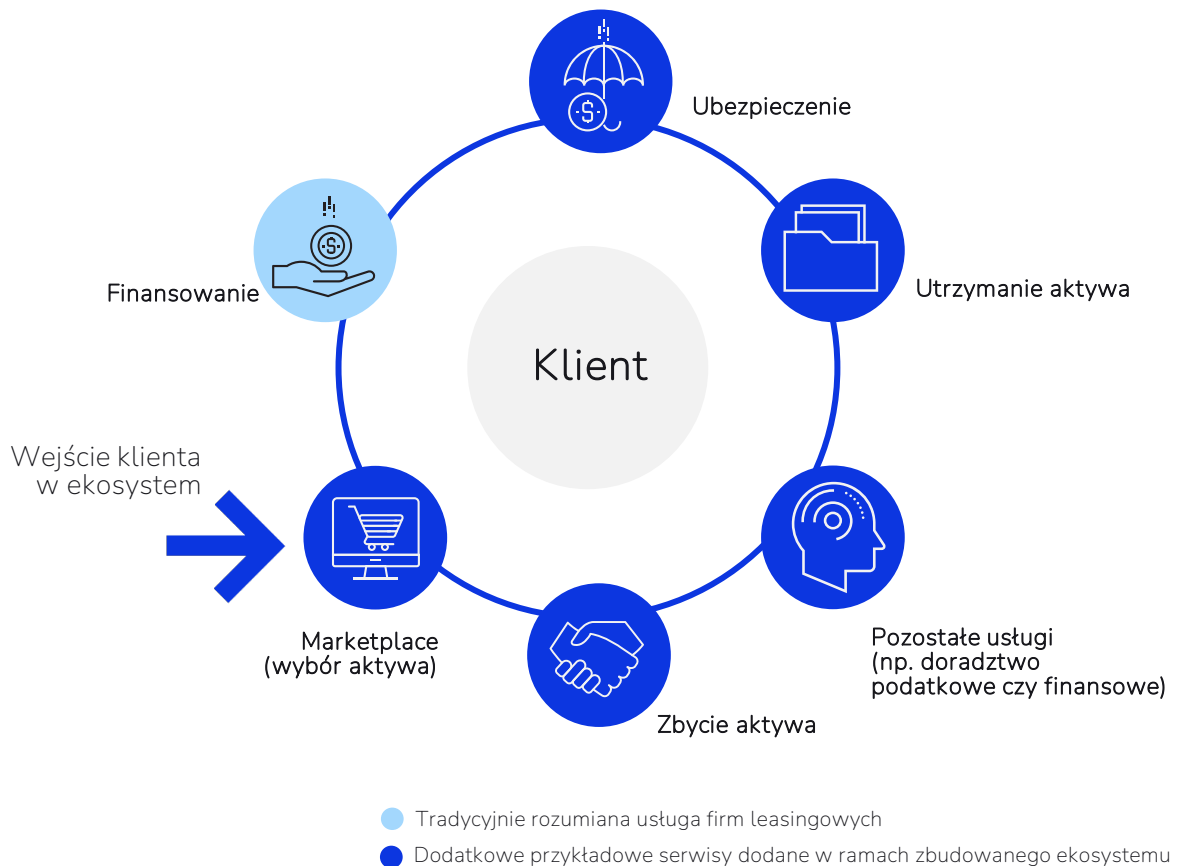 Ubezpieczenie
Utrzymanie aktywa
Finansowanie
Klient
Wejście klienta
w ekosystem
Marketplace
(wybór aktywa)
Pozostałe usługi
(np. doradztwo
podatkowe czy finansowe)
Zbycie aktywa
Tradycyjnie rozumiana usługa firm leasingowych
Dodatkowe przykładowe serwisy dodane w ramach zbudowanego ekosystemu